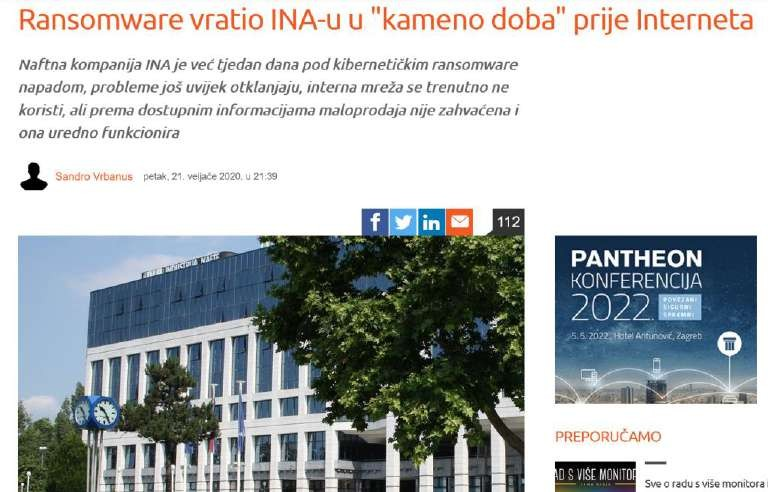 Ransomware vratio INA-u u "kameno doba" prije Interneta
Naftna kompanija INA je već tjedan dana pod kibernetičkim ransomware
napadom, probleme još uvijek otklanjaju, interna mreža se trenutno ne
koristi, ali prema dostupnim informacijama maloprodaja nije zahvaćena i
ona uredno funkcionira
Sandro Vrbanus petak, 21. veljače 2020. u 21:39
112
INDUSTRIJA NAFTE
PANTHEON
KONFERENCIJA
2022.
POVEZANI
SIGURNI
SPREMNI
5.5.2022., Hotel Antunović, Zagreb
PREPORUČAMO
AD S VIŠE MONITOR
Sve o radu s više monitora